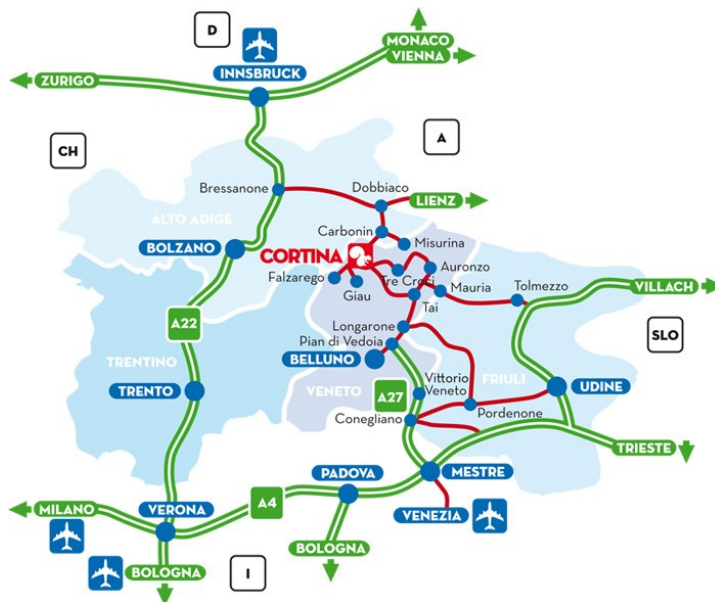 D
MONACO
VIENNA
INNSBRUCK
ZURIGO
CH
A
Bressanone
Dobbiaco
LIENZ
ALTO ADIGE
Carbonin
Misurina
BOLZANO
CORTINA
Auronzo
Falzarego
Tre Croci
Giau
Mauria
Tolmezzo
VILLACH
Tai
A22
Longarone
SLO
Pian di Vedoia
TRENTINO
BELLUNO
FRIULI
TRENTO
VENETO
A27
Vittorio
Veneto
UDINE
Conegliano
Pordenone
TRIESTE
PADOVA
MESTRE
MILANO
VERONA
A4
VENEZIA
BOLOGNA
BOLOGNA
I